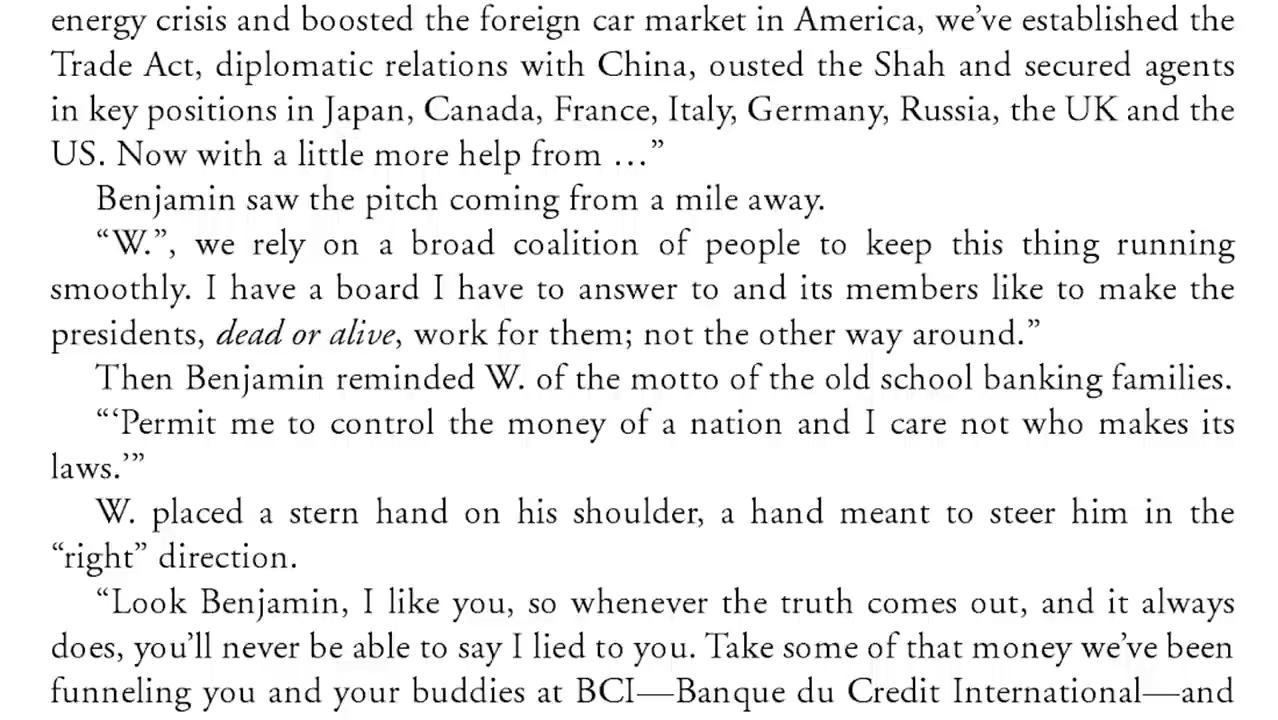 energy crisis and boosted the foreign car market in America, we’ve established the
Trade Act, diplomatic relations with China, ousted the Shah and secured agents
in key positions in Japan, Canada, France, Italy, Germany, Russia, the UK and the
US. Now with a little more help from …”
Benjamin saw the pitch coming from a mile away.
“W.”, we rely on a broad coalition of people to keep this thing running
smoothly. I have a board I have to answer to and its members like to make the
presidents, dead or alive, work for them; not the other way around.”
Then Benjamin reminded W. of the motto of the old school banking families.
“‘Permit me to control the money of a nation and I care not who makes its
laws.’”
W. placed a stern hand on his shoulder, a hand meant to steer him in the
“right” direction.
“Look Benjamin, I like you, so whenever the truth comes out, and it always
does, you’ll never be able to say I lied to you. Take some of that money we’ve been
funneling you and your buddies at BCI—Banque du Credit International—and